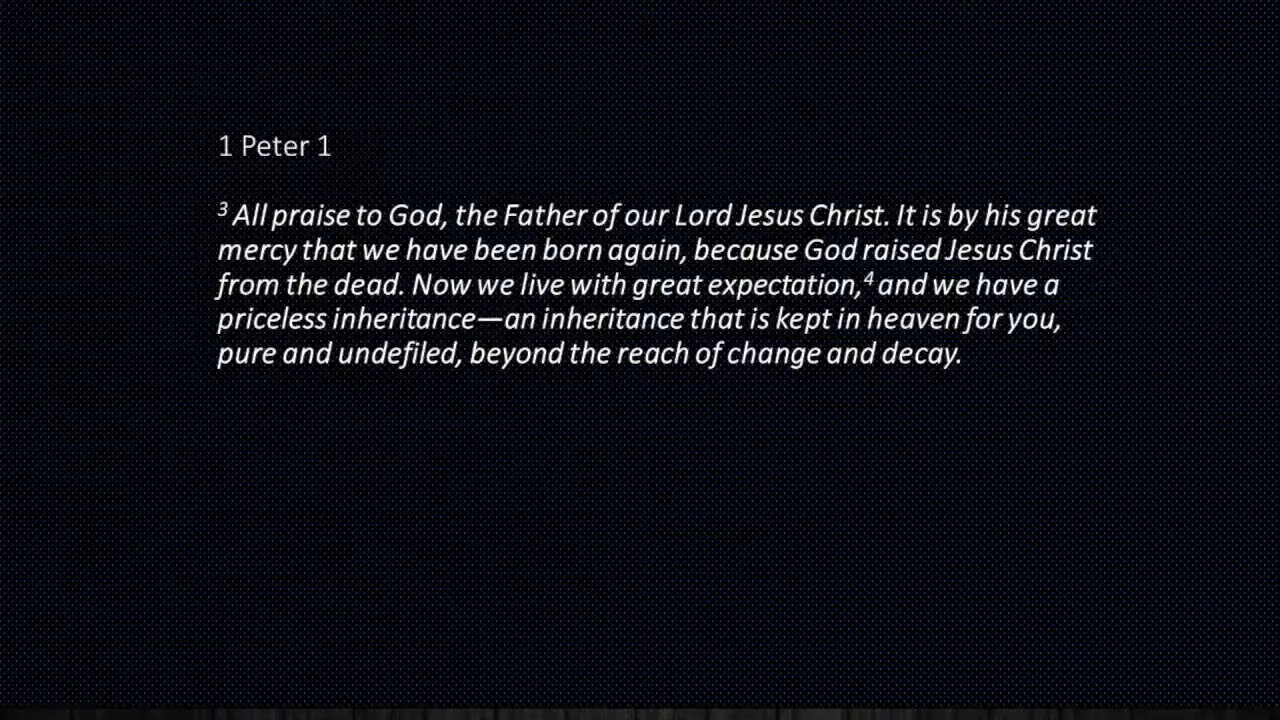 1 Peter 1
³ All praise to God, the Father of our Lord Jesus Christ. It is by his great
mercy that we have been born again, because God raised Jesus Christ
from the dead. Now we live with great expectation,⁴ and we have a
priceless inheritance—an inheritance that is kept in heaven for you,
pure and undefiled, beyond the reach of change and decay.